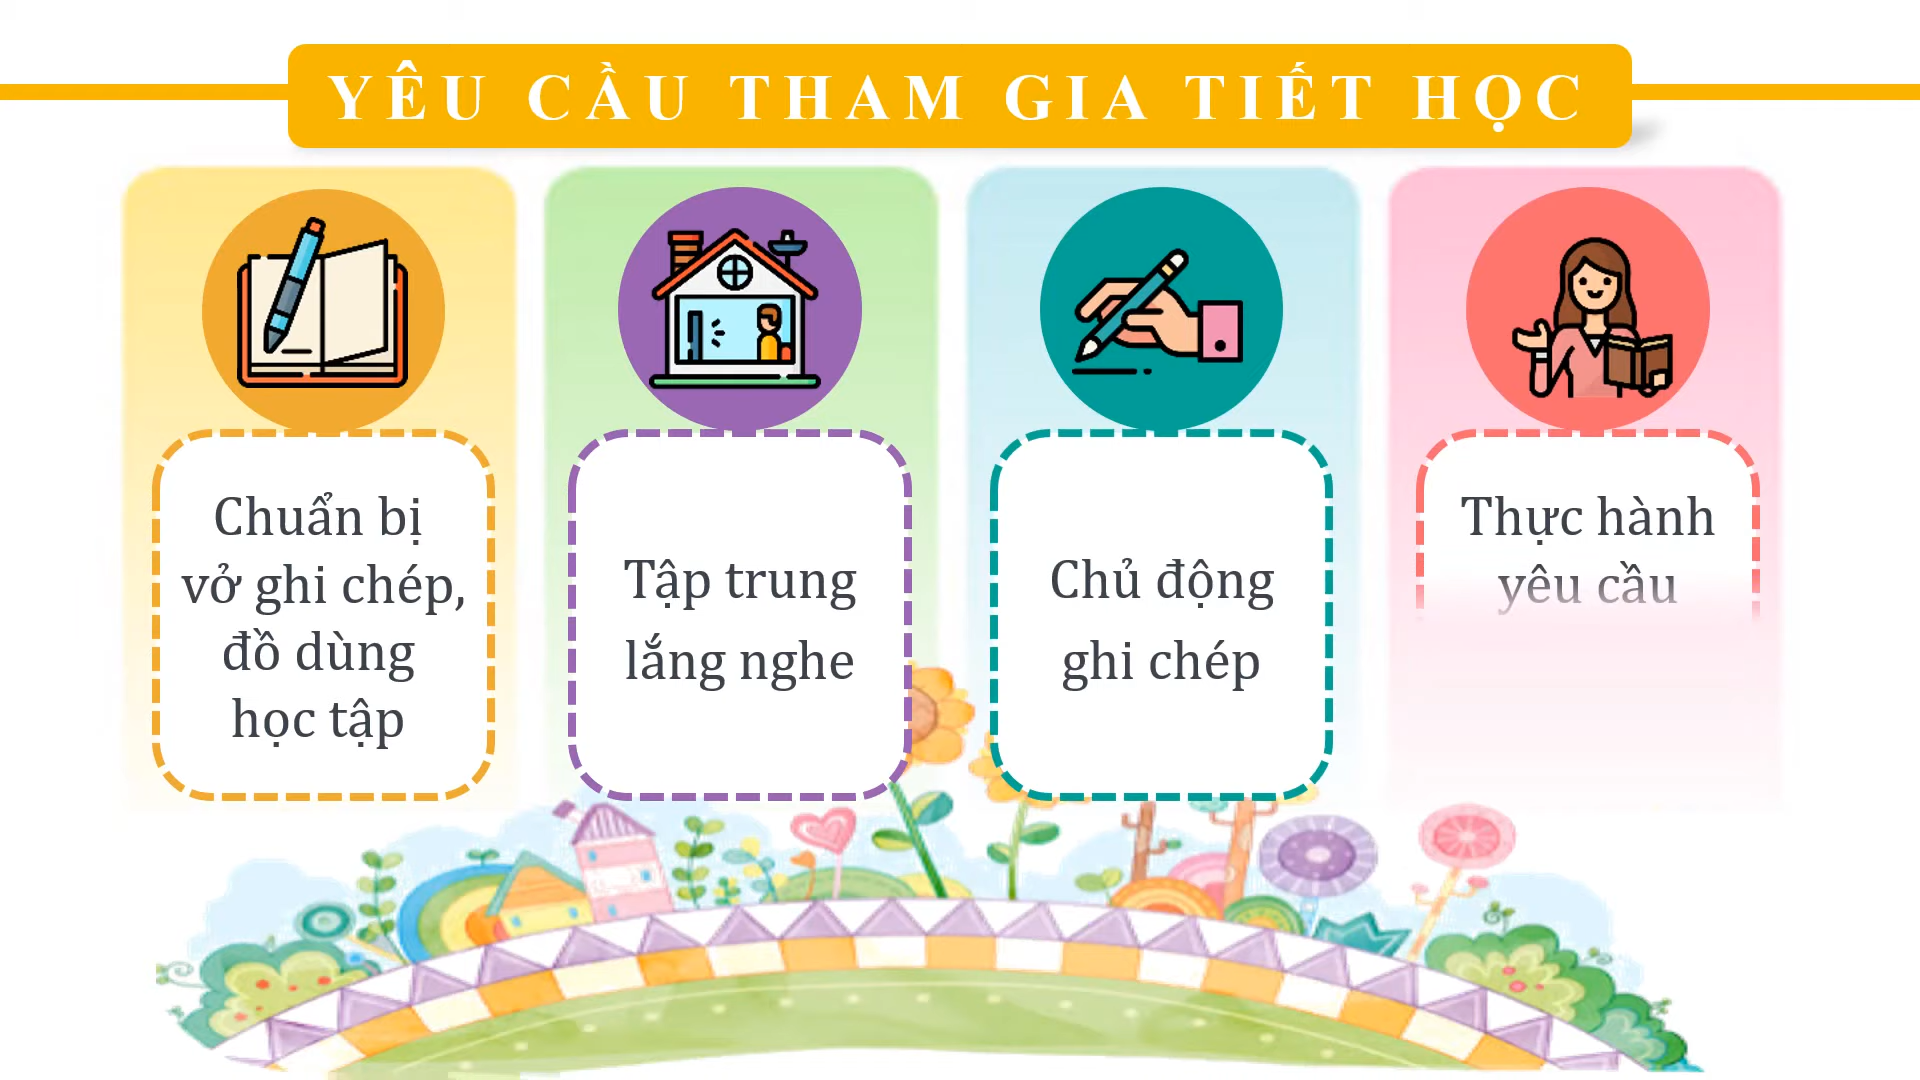 YÊU CẦU THAM GIA TIẾT HỌC
Chuẩn bị
vở ghi chép,
đồ dùng
học tập
Tập trung
lắng nghe
Chủ động
ghi chép
Thực hành
yêu cầu